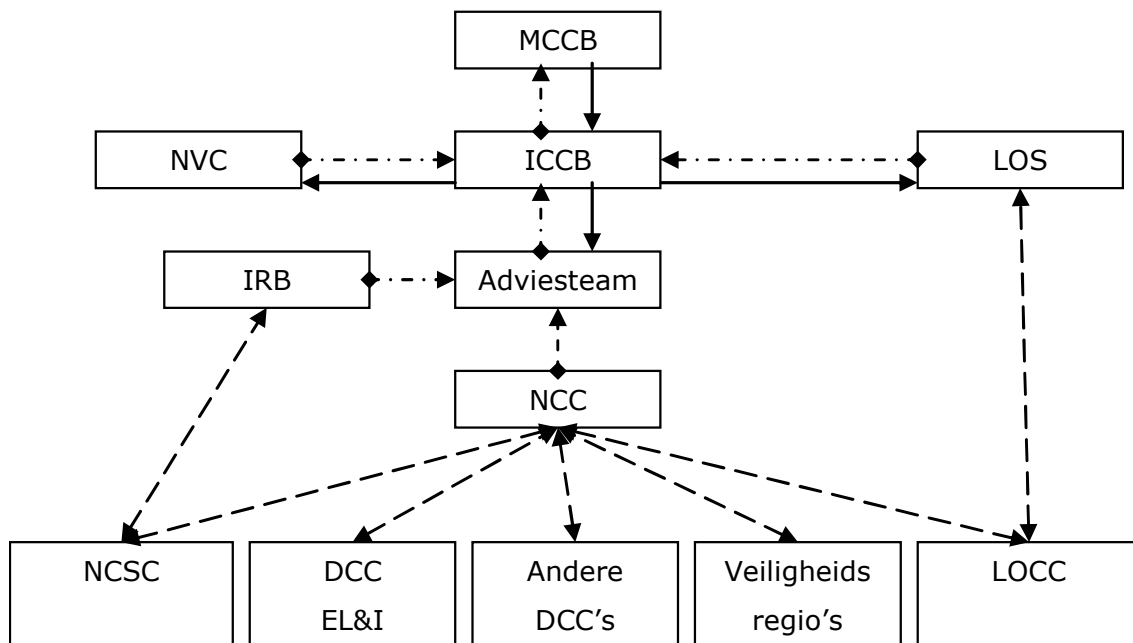 MCCB
NVC
ICCB
LOS
IRB
Adviesteam
NCC
NCSC
DCC
EL&I
Andere
DCC's
Veiligheids
regio's
LOCC